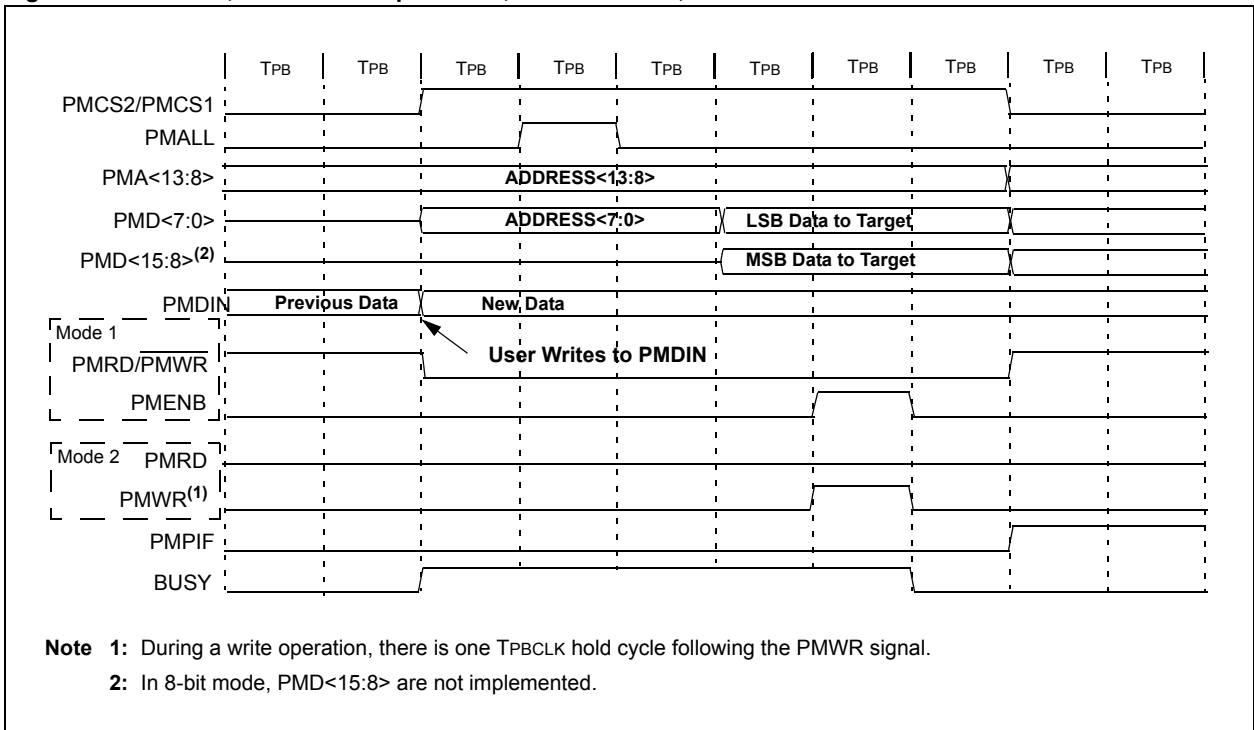 TPB TPB TPB TPB TPB TPB TPB TPB TPB TPB
PMCS2/PMCS1
PMALL
PMA<13:8> ADDRESS<13:8>
PMD<7:0> ADDRESS<7:0> LSB Data to Target
PMD<15:8>(2) MSB Data to Target
PMDIN Previous Data New Data
Mode 1
User Writes to PMDIN
PMRD/PMWR
PMENB
Mode 2 PMRD
PMWR(1)
PMPIF
BUSY
Note 1: During a write operation, there is one TPBCLK hold cycle following the PMWR signal.
2: In 8-bit mode, PMD<15:8> are not implemented.